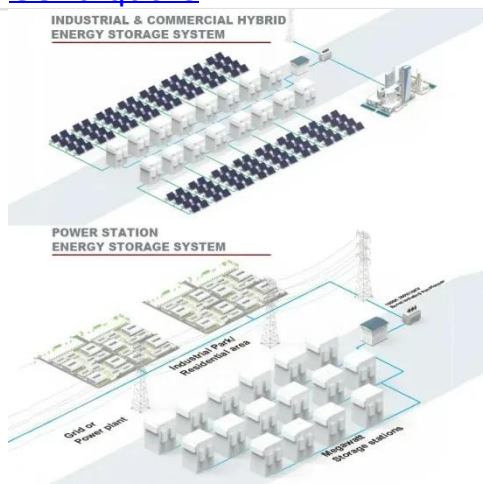 INDUSTRIAL & COMMERCIAL HYBRID
ENERGY STORAGE SYSTEM
POWER STATION
ENERGY STORAGE SYSTEM
Industrial Park/
Residential area
Grid or
Power plant
Megawatt
Storage stations